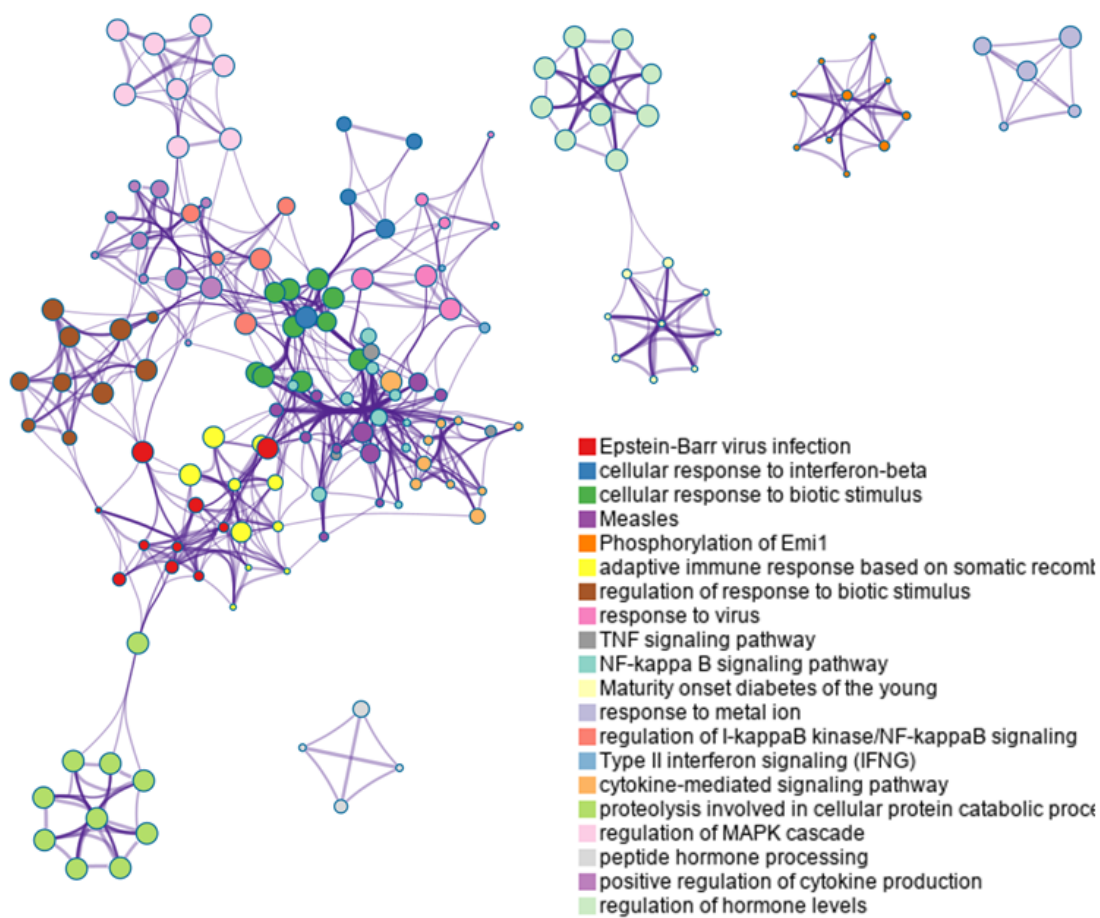 Epstein-Barr virus infection
cellular response to interferon-beta
cellular response to biotic stimulus
Measles
Phosphorylation of Emi1
adaptive immune response based on somatic recomb
regulation of response to biotic stimulus
response to virus
TNF signaling pathway
NF-kappa B signaling pathway
Maturity onset diabetes of the young
response to metal ion
regulation of I-kappaB kinase/NF-kappaB signaling
Type II interferon signaling (IFNG)
cytokine-mediated signaling pathway
proteolysis involved in cellular protein catabolic proce
regulation of MAPK cascade
peptide hormone processing
positive regulation of cytokine production
regulation of hormone levels